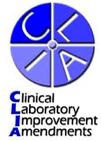 CLIA
Clinical
Laboratory
Improvement
Amendments